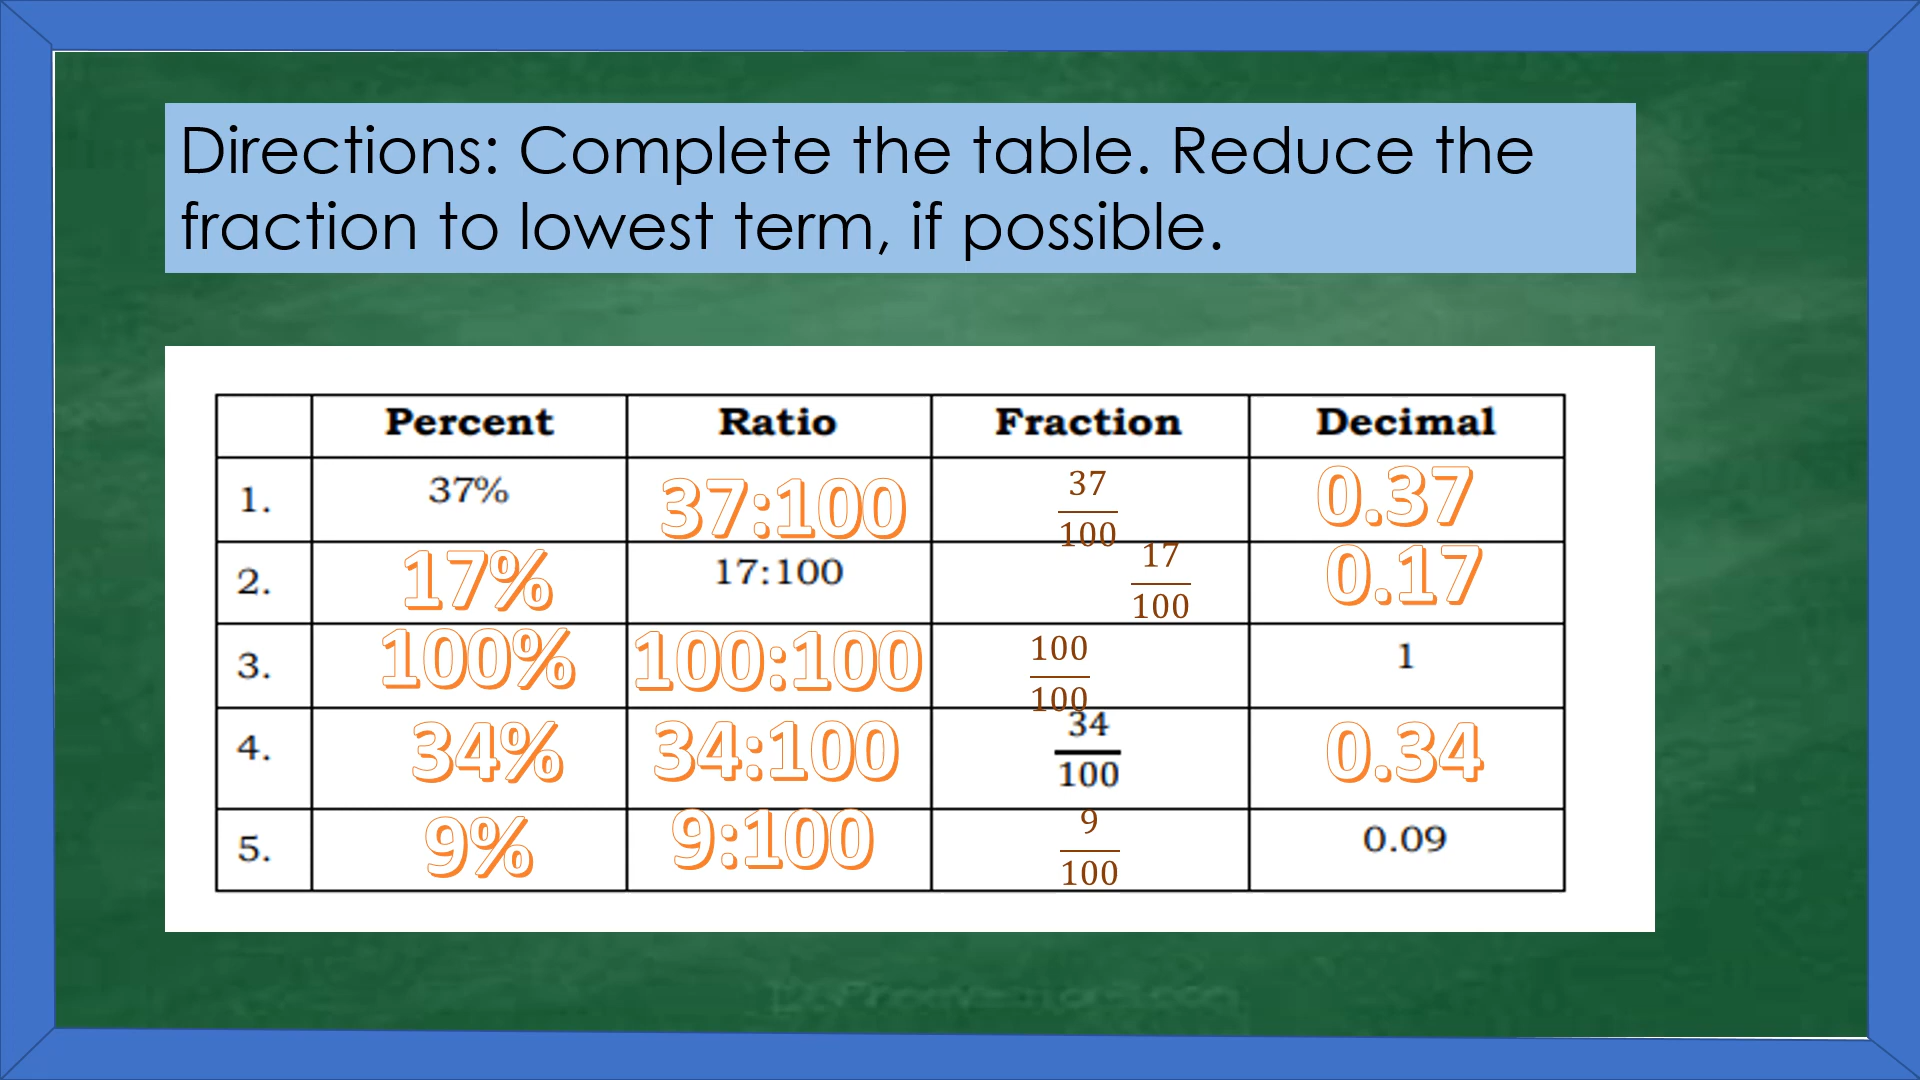 Directions: Complete the table. Reduce the
fraction to lowest term, if possible.
Percent Ratio Fraction Decimal
1. 37% 37:100 37/100 0.37
2. 17% 17:100 17/100 0.17
3. 100% 100:100 100/100 1
4. 34% 34:100 34/100 0.34
5. 9% 9:100 9/100 0.09